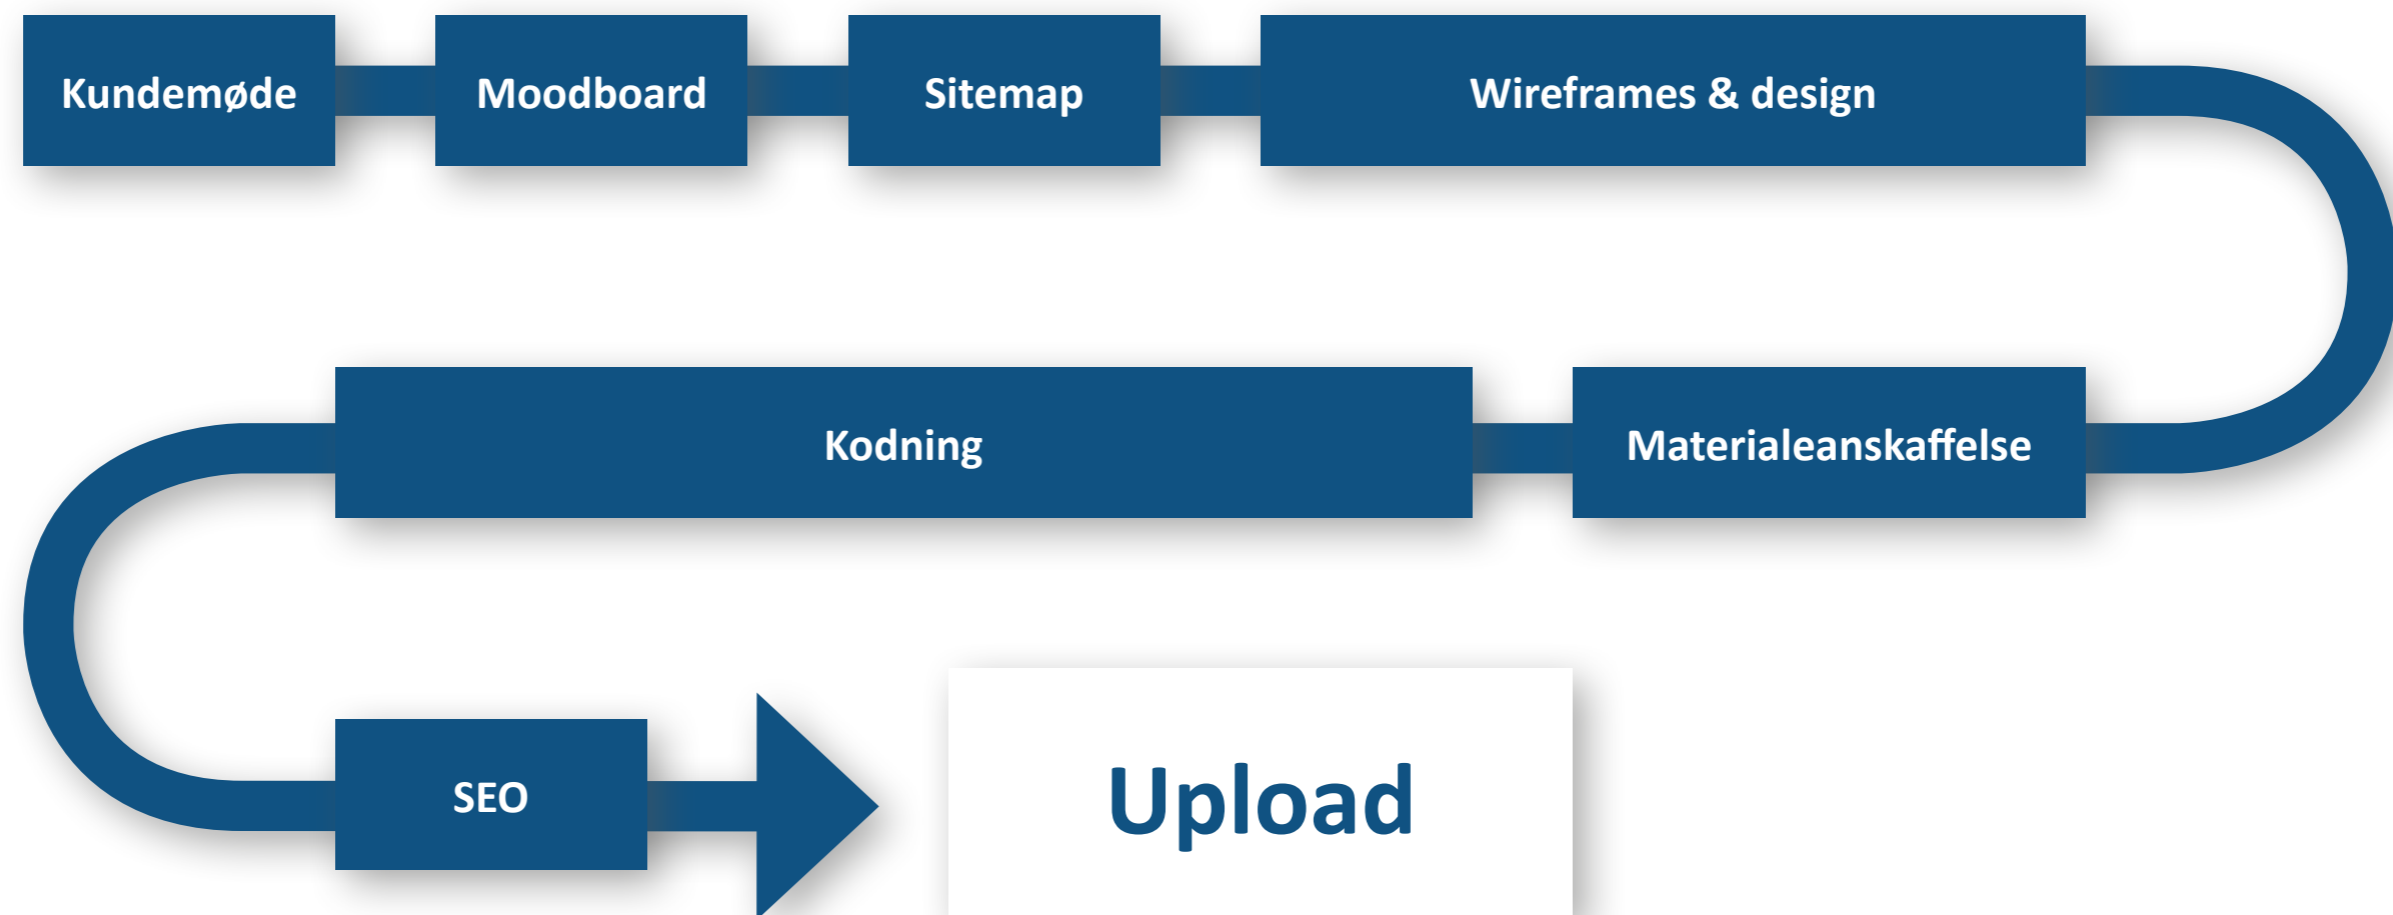 Kundemøde
Moodboard
Sitemap
Wireframes & design
Materialeanskaffelse
Kodning
SEO
Upload